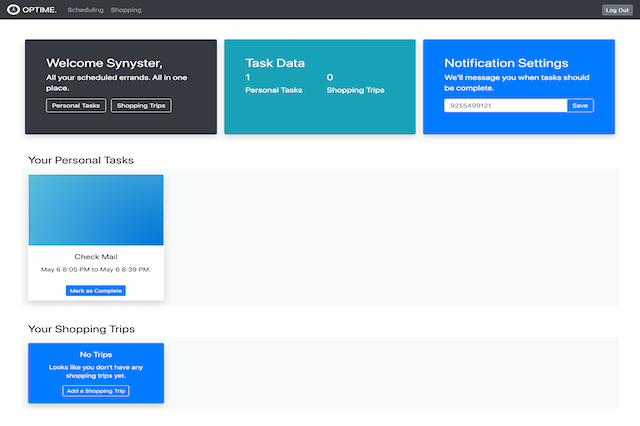 OPTIME. Scheduling Shopping Log Out
Welcome Synyster,
All your scheduled errands. All in one
place.
Personal Tasks Shopping Trips
Task Data
1 0
Personal Tasks Shopping Trips
Notification Settings
We'll message you when tasks should
be complete.
9255499121 Save
Your Personal Tasks
Check Mail
May 6 8:05 PM to May 6 8:39 PM.
Mark as Complete
Your Shopping Trips
No Trips
Looks like you don't have any
shopping trips yet.
Add a Shopping Trip